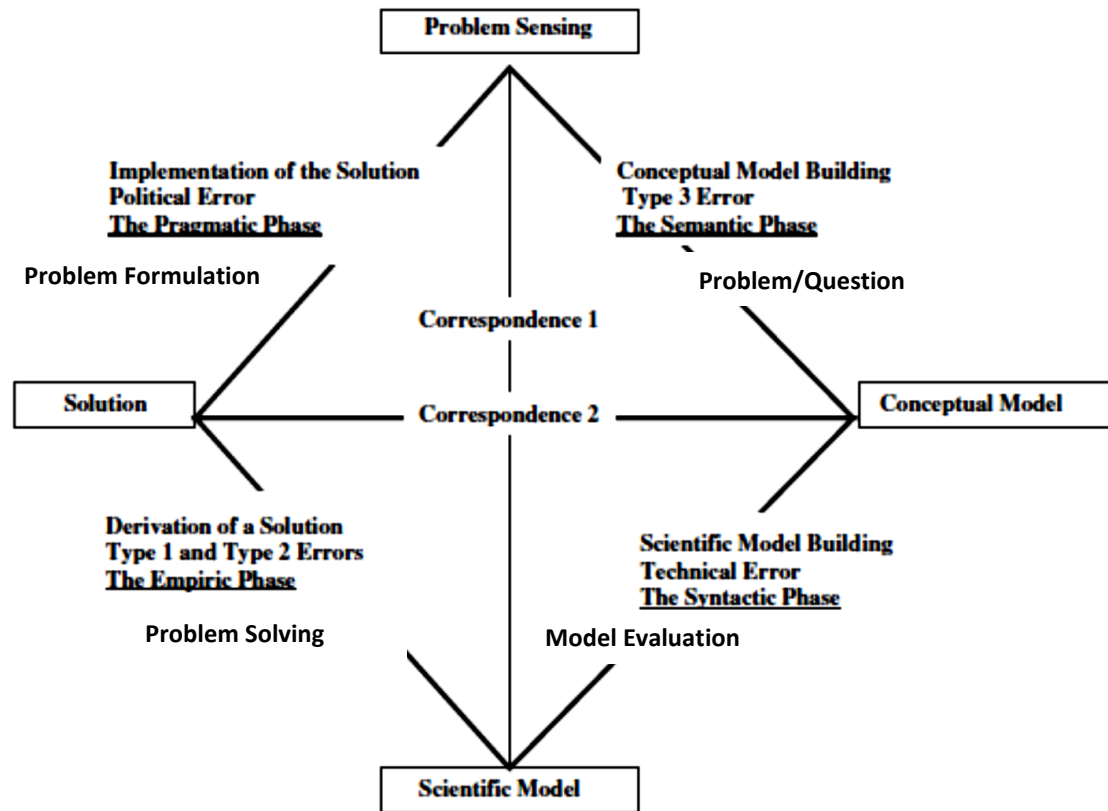 Problem Sensing
Implementation of the Solution
Political Error
The Pragmatic Phase
Conceptual Model Building
Type 3 Error
The Semantic Phase
Problem Formulation
Problem/Question
Correspondence 1
Solution
Correspondence 2
Conceptual Model
Derivation of a Solution
Type 1 and Type 2 Errors
The Empiric Phase
Scientific Model Building
Technical Error
The Syntactic Phase
Problem Solving
Model Evaluation
Scientific Model